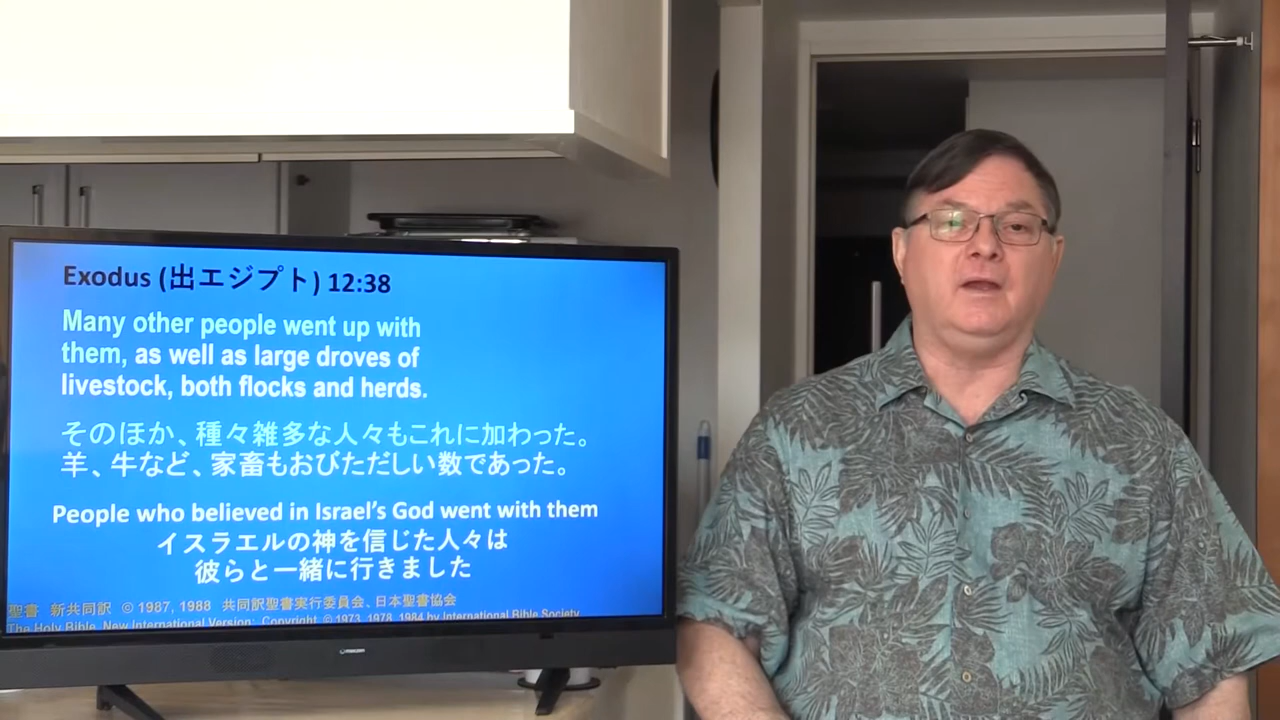 Exodus (出エジプト) 12:38
Many other people went up with
them, as well as large droves of
livestock, both flocks and herds.
そのほか、種々雑多な人々もこれに加わった。
羊、牛など、家畜もおびただしい数であった。
People who believed in Israel's God went with them
イスラエルの神を信じた人々は
彼らと一緒に行きました
聖書 新共同訳 © 1987, 1988 共同訳聖書実行委員会、日本聖書協会
The Holy Bible, New International Version; Copyright © 1973, 1978, 1984 by International Bible Society